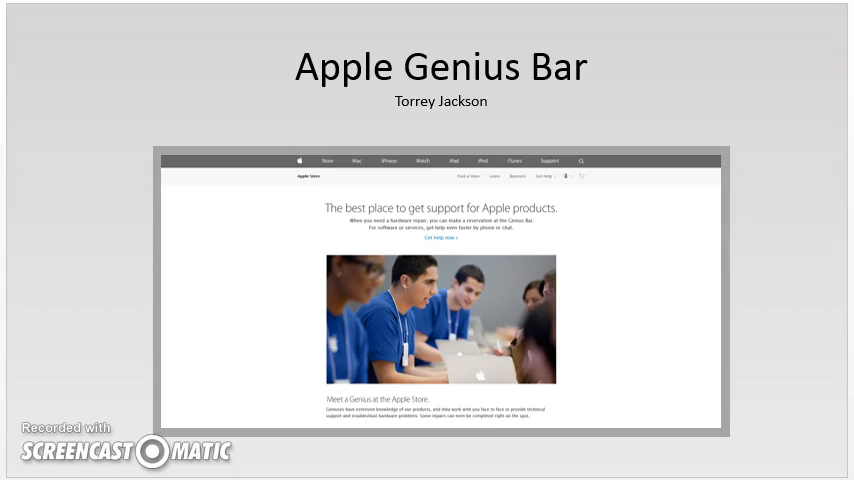 Apple Genius Bar
Torrey Jackson
Store Mac iPhone Watch iPad iPod iTunes Support
Apple Store Find a Store Learn Business Get Help
The best place to get support for Apple products.
When you need a hardware repair, you can make a reservation at the Genius Bar.
For software or services, get help even faster by phone or chat.
Get help now
Meet a Genius at the Apple Store.
Geniuses have extensive knowledge of our products, and they work with you face to face to provide technical
support and troubleshoot hardware problems. Some repairs can even be completed right on the spot.
Recorded with
SCREENCAST MATIC